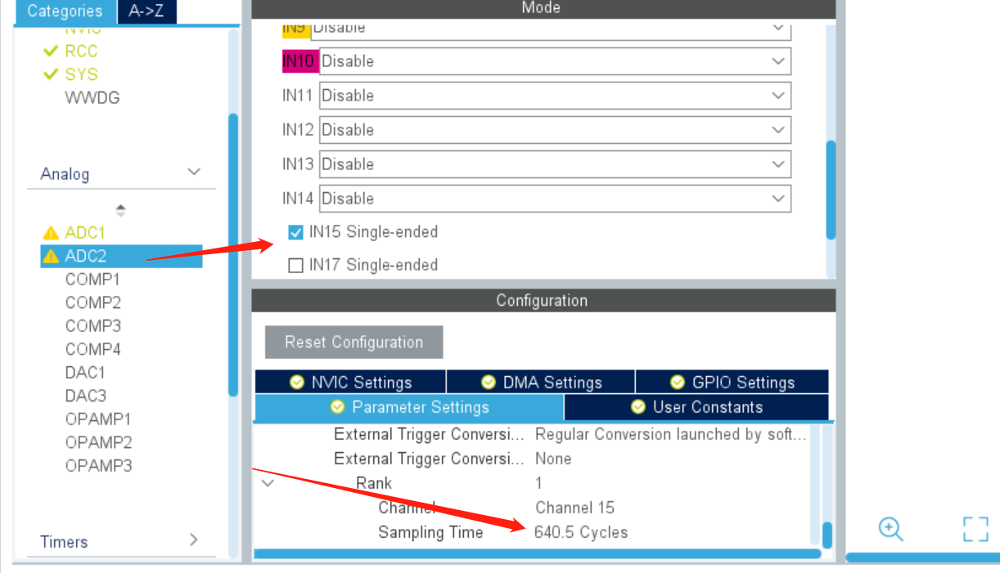 Categories A->Z
NVIC
RCC
SYS
WWDG
Analog
ADC1
ADC2
COMP1
COMP2
COMP3
COMP4
DAC1
DAC3
OPAMP1
OPAMP2
OPAMP3
Timers
Mode
IN9 Disable
IN10 Disable
IN11 Disable
IN12 Disable
IN13 Disable
IN14 Disable
IN15 Single-ended
IN17 Single-ended
Configuration
Reset Configuration
NVIC Settings DMA Settings GPIO Settings
Parameter Settings User Constants
External Trigger Conversi... Regular Conversion launched by soft...
External Trigger Conversi... None
Rank 1
Channel Channel 15
Sampling Time 640.5 Cycles